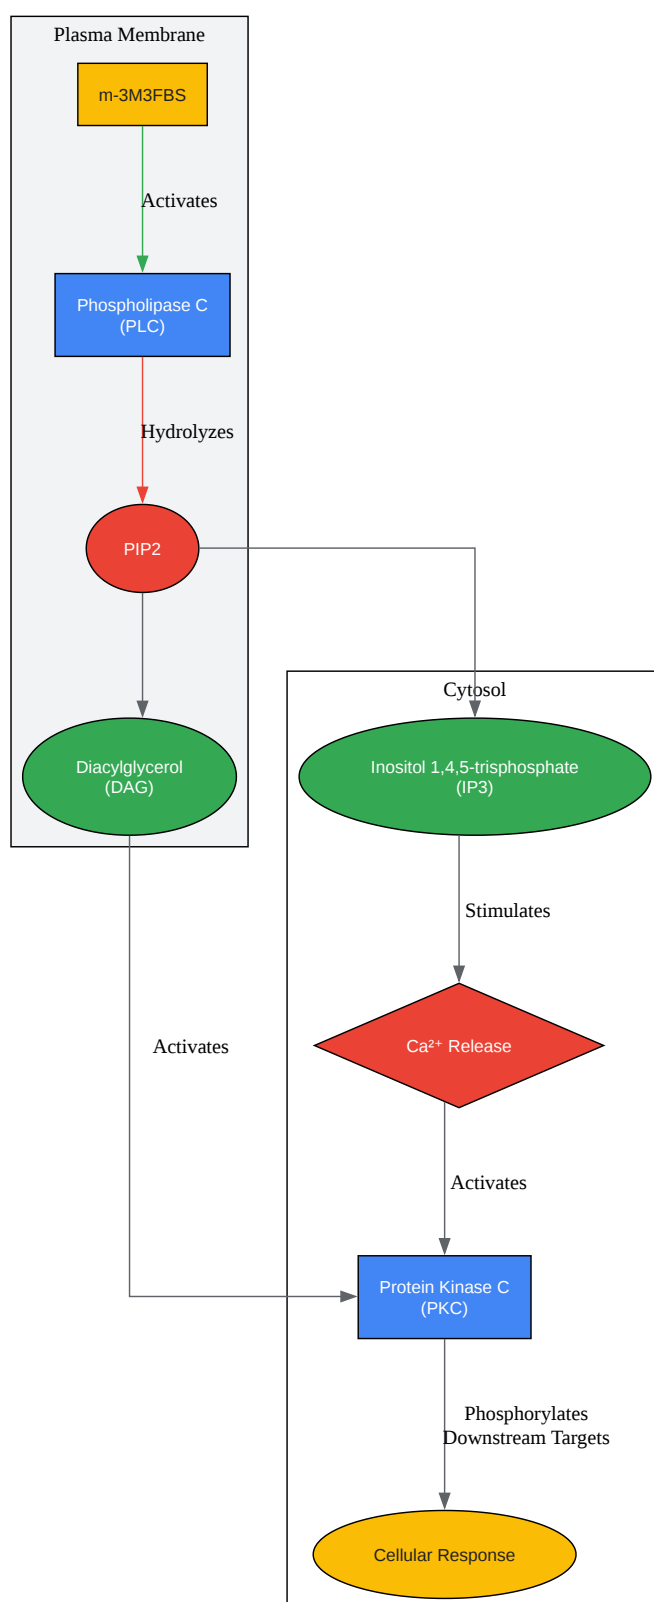 Plasma Membrane
m-3M3FBS
Activates
Phospholipase C
(PLC)
Hydrolyzes
PIP2
Cytosol
Diacylglycerol
(DAG)
Inositol 1,4,5-trisphosphate
(IP3)
Stimulates
Activates
Ca²⁺ Release
Activates
Protein Kinase C
(PKC)
Phosphorylates
Downstream Targets
Cellular Response